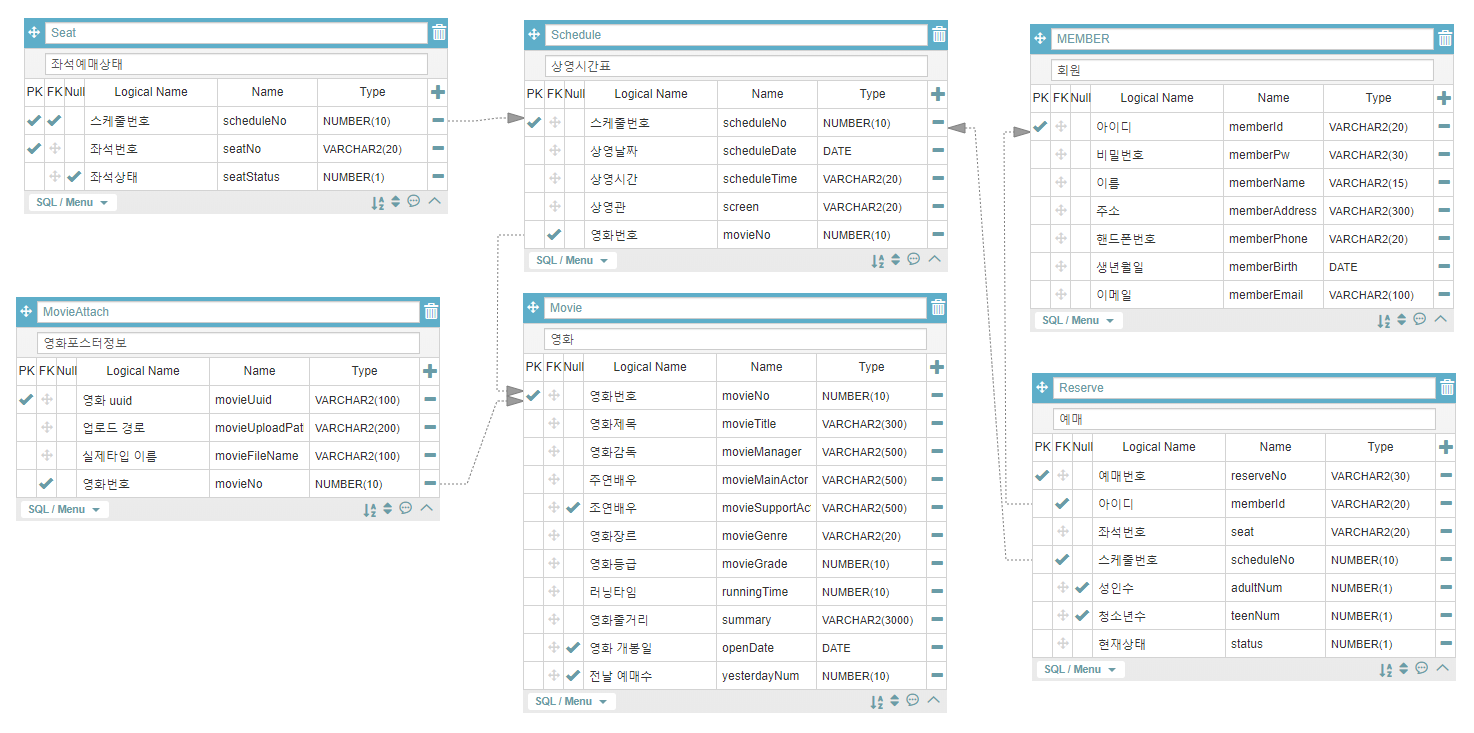 Seat
좌석예매상태
PK FK Null Logical Name Name Type
스케줄번호 scheduleNo NUMBER(10)
좌석번호 seatNo VARCHAR2(20)
좌석상태 seatStatus NUMBER(1)
SQL / Menu
Schedule
상영시간표
PK FK Null Logical Name Name Type
스케줄번호 scheduleNo NUMBER(10)
상영날짜 scheduleDate DATE
상영시간 scheduleTime VARCHAR2(20)
상영관 screen VARCHAR2(20)
영화번호 movieNo NUMBER(10)
SQL / Menu
MEMBER
회원
PK FK Null Logical Name Name Type
아이디 memberId VARCHAR2(20)
비밀번호 memberPw VARCHAR2(30)
이름 memberName VARCHAR2(15)
주소 memberAddress VARCHAR2(300)
핸드폰번호 memberPhone VARCHAR2(20)
생년월일 memberBirth DATE
이메일 memberEmail VARCHAR2(100)
SQL / Menu
MovieAttach
영화포스터정보
PK FK Null Logical Name Name Type
영화 uuid movieUuid VARCHAR2(100)
업로드 경로 movieUploadPat VARCHAR2(200)
실제타입 이름 movieFileName VARCHAR2(100)
영화번호 movieNo NUMBER(10)
SQL / Menu
Movie
영화
PK FK Null Logical Name Name Type
영화번호 movieNo NUMBER(10)
영화제목 movieTitle VARCHAR2(300)
영화감독 movieManager VARCHAR2(500)
주연배우 movieMainActor VARCHAR2(500)
조연배우 movieSupportAc VARCHAR2(500)
영화장르 movieGenre VARCHAR2(20)
영화등급 movieGrade NUMBER(10)
러닝타임 runningTime NUMBER(10)
영화줄거리 summary VARCHAR2(3000)
영화 개봉일 openDate DATE
전날 예매수 yesterdayNum NUMBER(10)
SQL / Menu
Reserve
예매
PK FK Null Logical Name Name Type
예매번호 reserveNo VARCHAR2(30)
아이디 memberId VARCHAR2(20)
좌석번호 seat VARCHAR2(20)
스케줄번호 scheduleNo NUMBER(10)
성인수 adultNum NUMBER(1)
청소년수 teenNum NUMBER(1)
현재상태 status NUMBER(1)
SQL / Menu